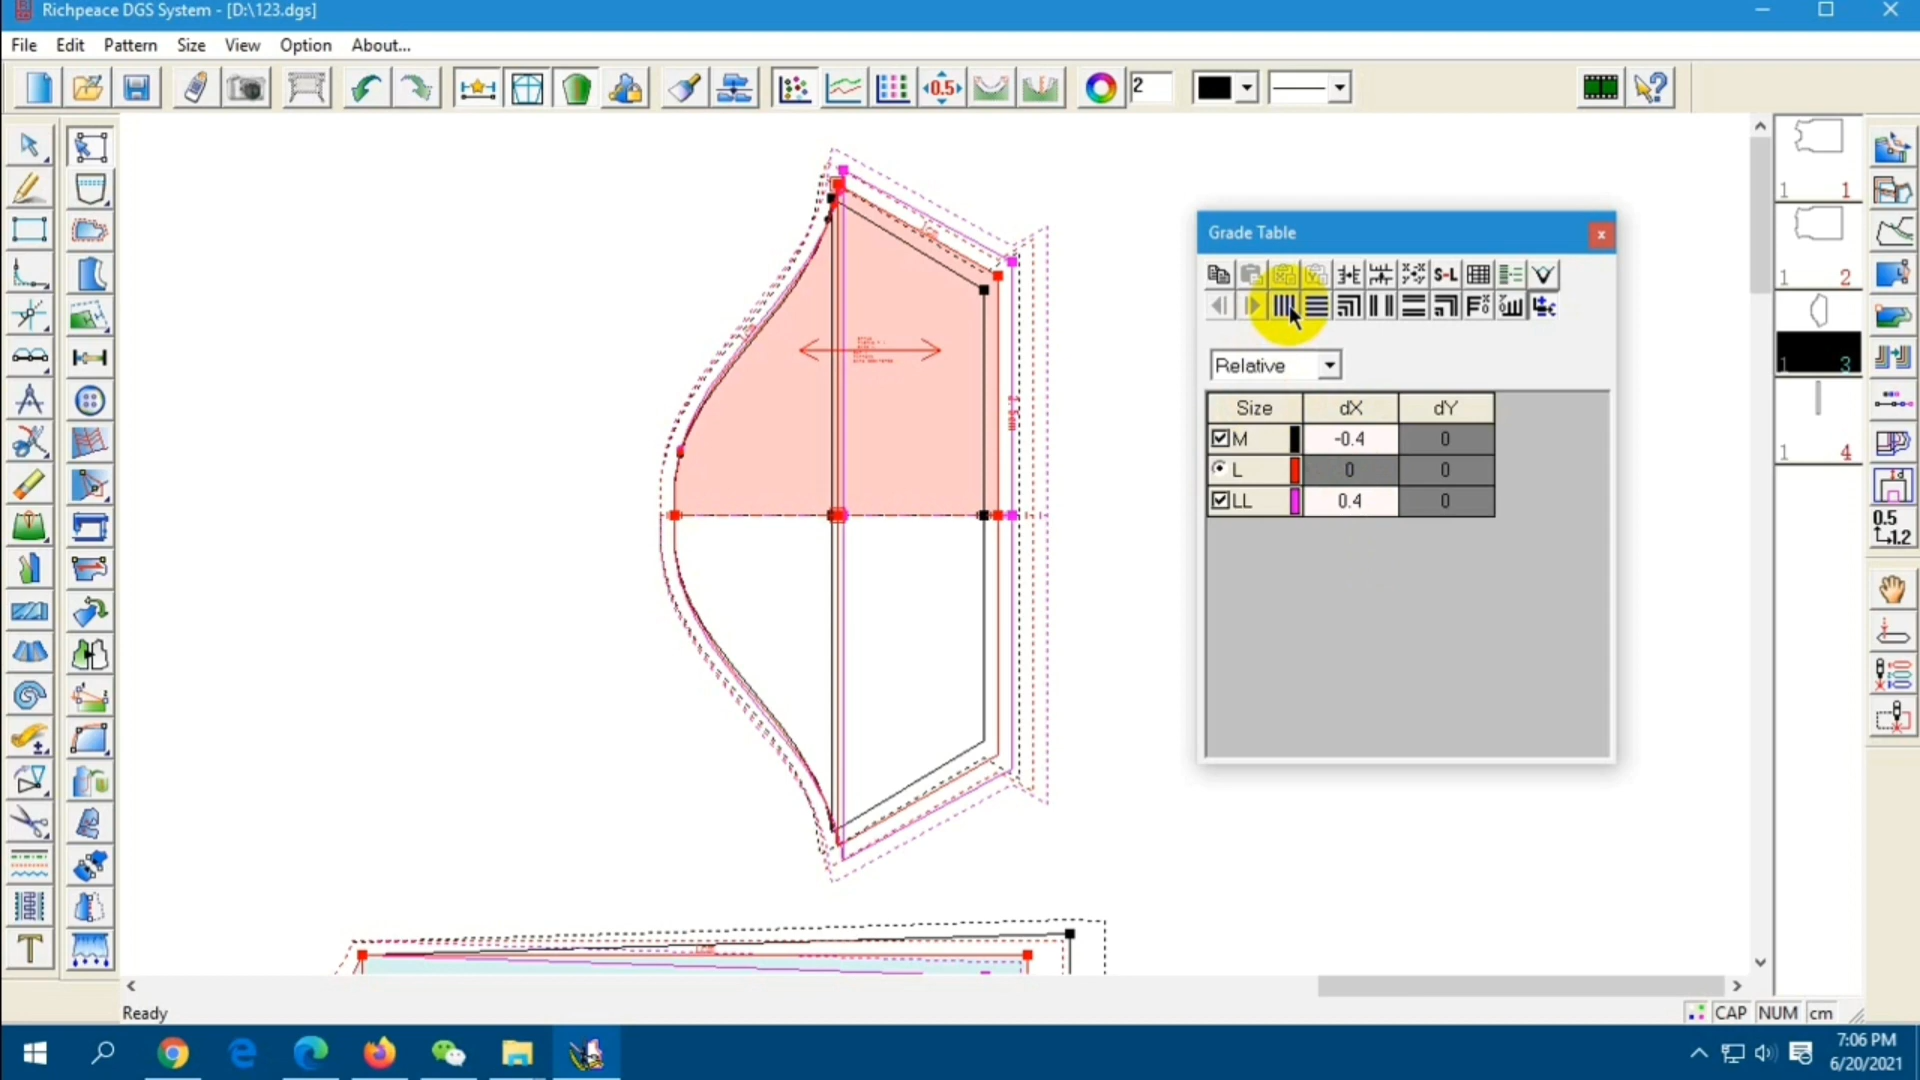 Richpeace DGS System - [D:\123.dgs]
File Edit Pattern Size View Option About...
0.5
2
1 1
1 2
1 3
1 4
0.5
1.2
Grade Table
S-L
Relative
Size dX dY
M -0.4 0
L 0 0
LL 0.4 0
Ready
CAP NUM cm
7:06 PM
6/20/2021